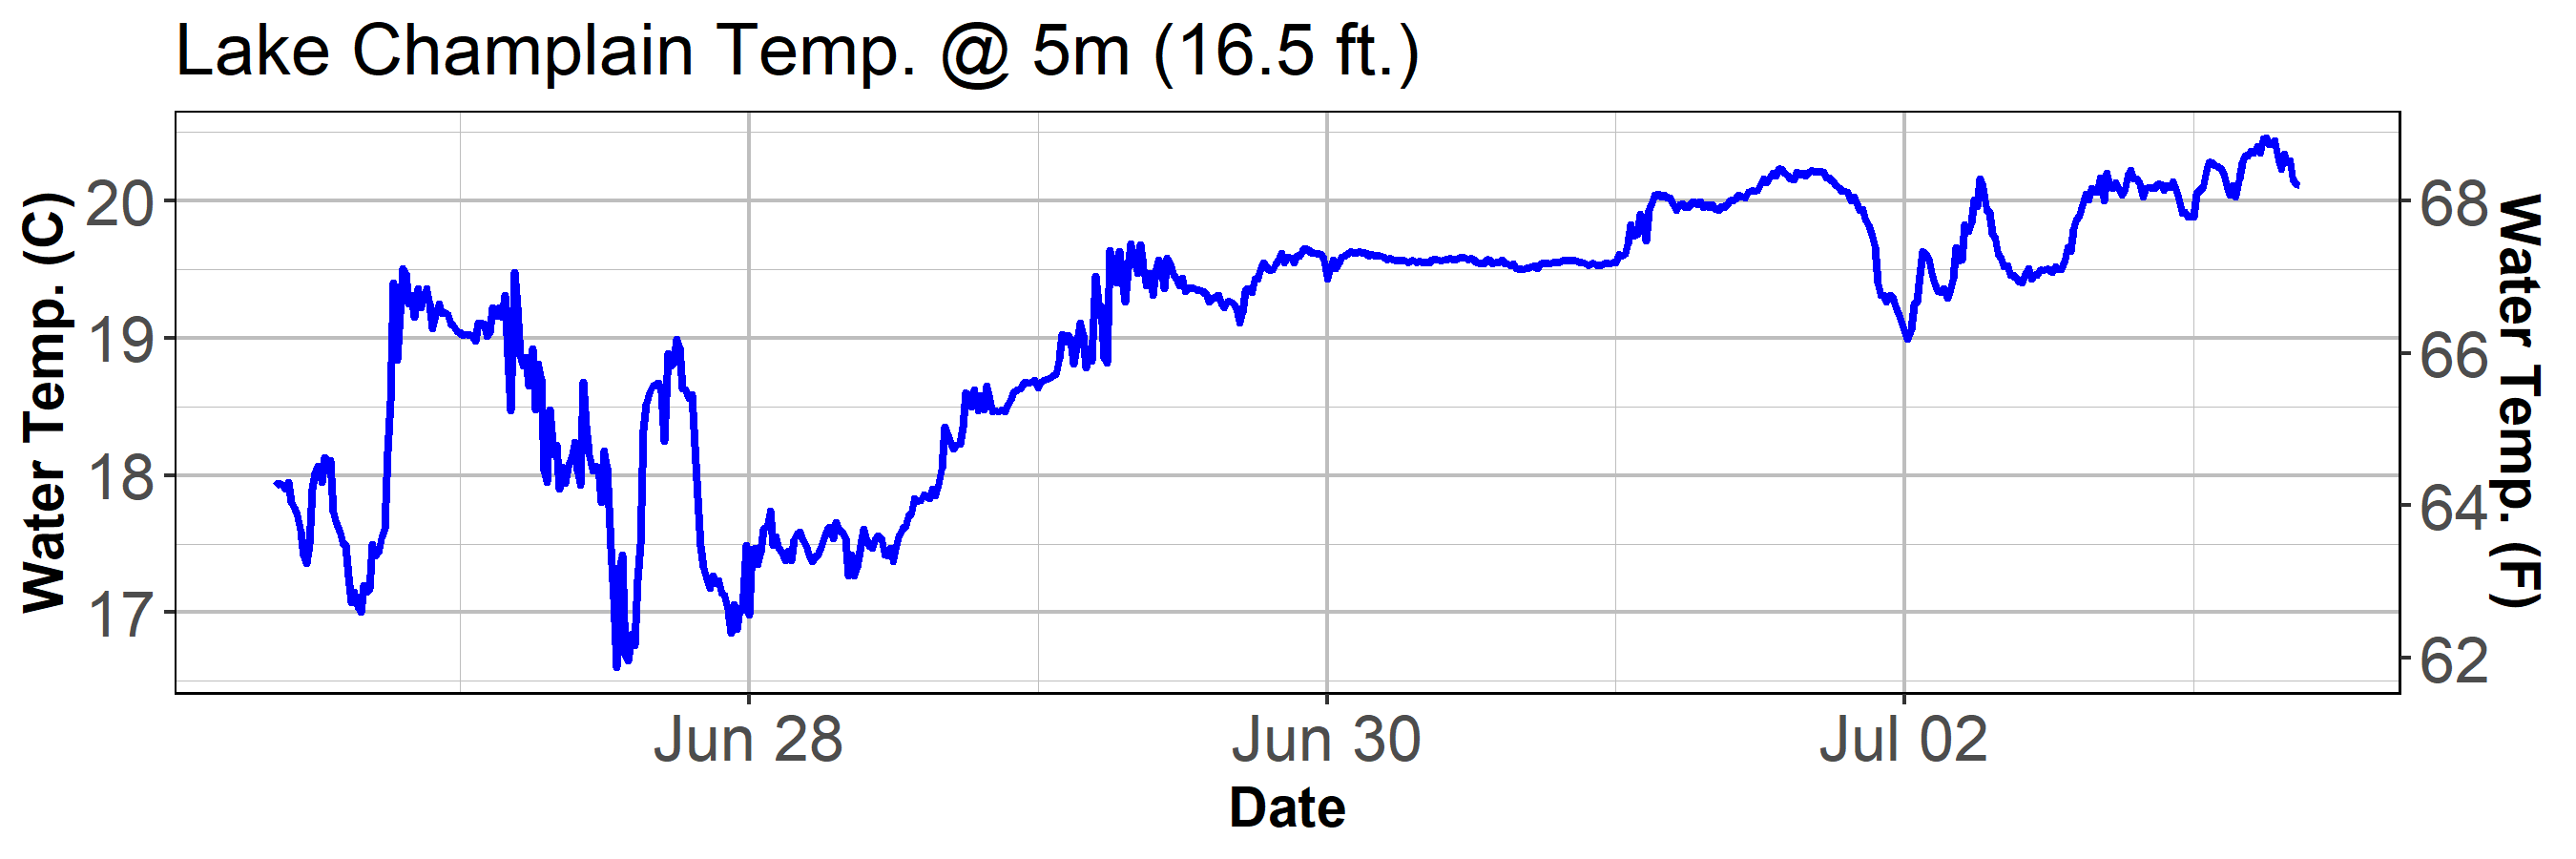 Lake Champlain Temp. @ 5m (16.5 ft.)
Water Temp. (C)
20
19
18
17
68
66
64
62
Water Temp. (F)
Jun 28
Jun 30
Jul 02
Date